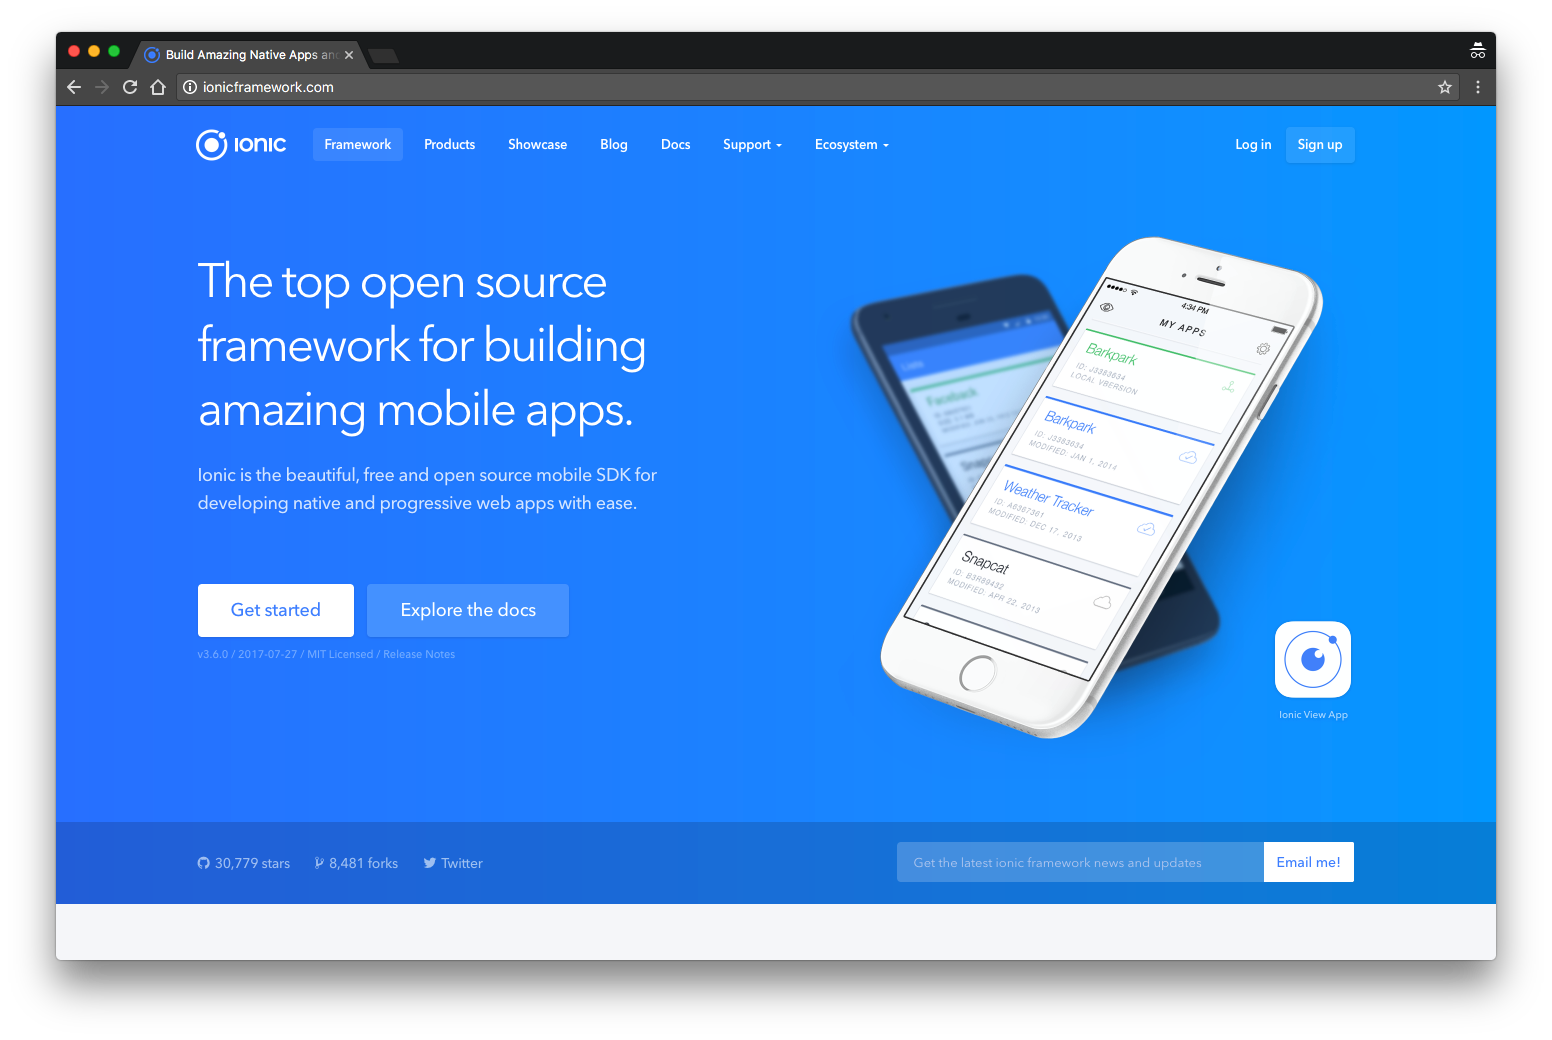 Build Amazing Native Apps an
ionicframework.com
ionic
Framework
Products
Showcase
Blog
Docs
Support
Ecosystem
Log in
Sign up
The top open source
framework for building
amazing mobile apps.
Ionic is the beautiful, free and open source mobile SDK for
developing native and progressive web apps with ease.
Get started
Explore the docs
v3.6.0 / 2017-07-27 / MIT Licensed / Release Notes
Lists
Facebook
4:34 PM
MY APPS
Barkpark
ID: J3383634
LOCAL VBERSION
Barkpark
ID: J3383634
MODIFIED: JAN 1, 2014
Weather Tracker
ID: A6367361
MODIFIED: DEC 17, 2013
Snapcat
ID: B3R99432
MODIFIED: APR 22, 2013
Ionic View App
30,779 stars
8,481 forks
Twitter
Get the latest ionic framework news and updates
Email me!